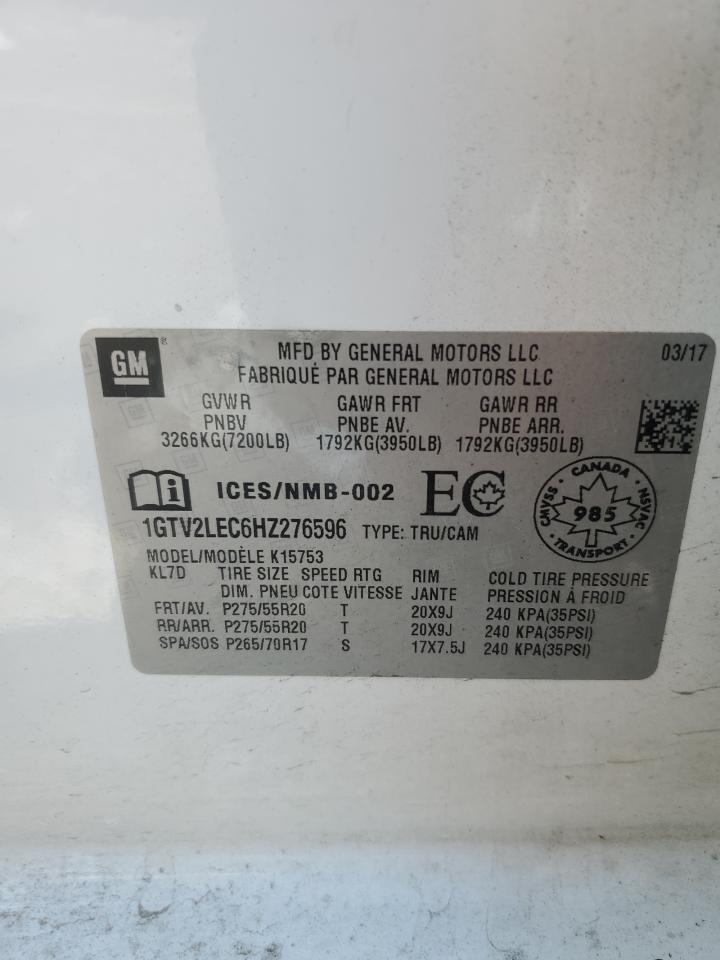 GM
MFD BY GENERAL MOTORS LLC 03/17
FABRIQUÉ PAR GENERAL MOTORS LLC
GVWR GAWR FRT GAWR RR
PNBV PNBE AV. PNBE ARR.
3266KG(7200LB) 1792KG(3950LB) 1792KG(3950LB)
i ICES/NMB-002 EC
CANADA
CMVSS 985 NSVAC
TRANSPORT
1GTV2LEC6HZ276596 TYPE: TRU/CAM
MODEL/MODÈLE K15753
KL7D TIRE SIZE SPEED RTG RIM COLD TIRE PRESSURE
DIM. PNEU COTE VITESSE JANTE PRESSION À FROID
FRT/AV. P275/55R20 T 20X9J 240 KPA(35PSI)
RR/ARR. P275/55R20 T 20X9J 240 KPA(35PSI)
SPA/SOS P265/70R17 S 17X7.5J 240 KPA(35PSI)